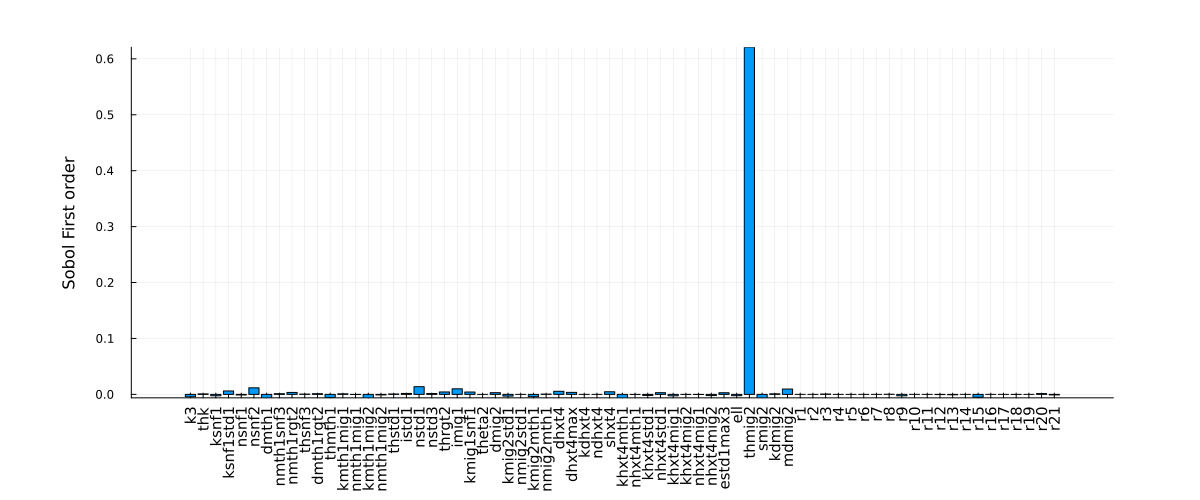 0.6
0.5
0.4
0.3
0.2
0.1
0.0
Sobol First order
k3
thk
ksnf1
ksnf1std1
nsnf1
nsnf2
dmth1
nmth1snf3
nmth1rgt2
thsnf3
dmth1rgt2
thmth1
kmth1mig1
nmth1mig1
kmth1mig2
nmth1mig2
thstd1
istd1
nstd1
nstd3
thrgt2
imig1
kmig1snf1
theta2
dmig2
kmig2std1
nmig2std1
kmig2mth1
nmig2mth1
dhxt4
dhxt4max
kdhxt4
ndhxt4
shxt4
khxt4mth1
nhxt4mth1
khxt4std1
nhxt4std1
khxt4mig1
khxt4mig2
nhxt4mig1
nhxt4mig2
estd1max3
ell
thmig2
smig2
kdmig2
mdmig2
r1
r2
r3
r4
r5
r6
r7
r8
r9
r10
r11
r12
r13
r14
r15
r16
r17
r18
r19
r20
r21